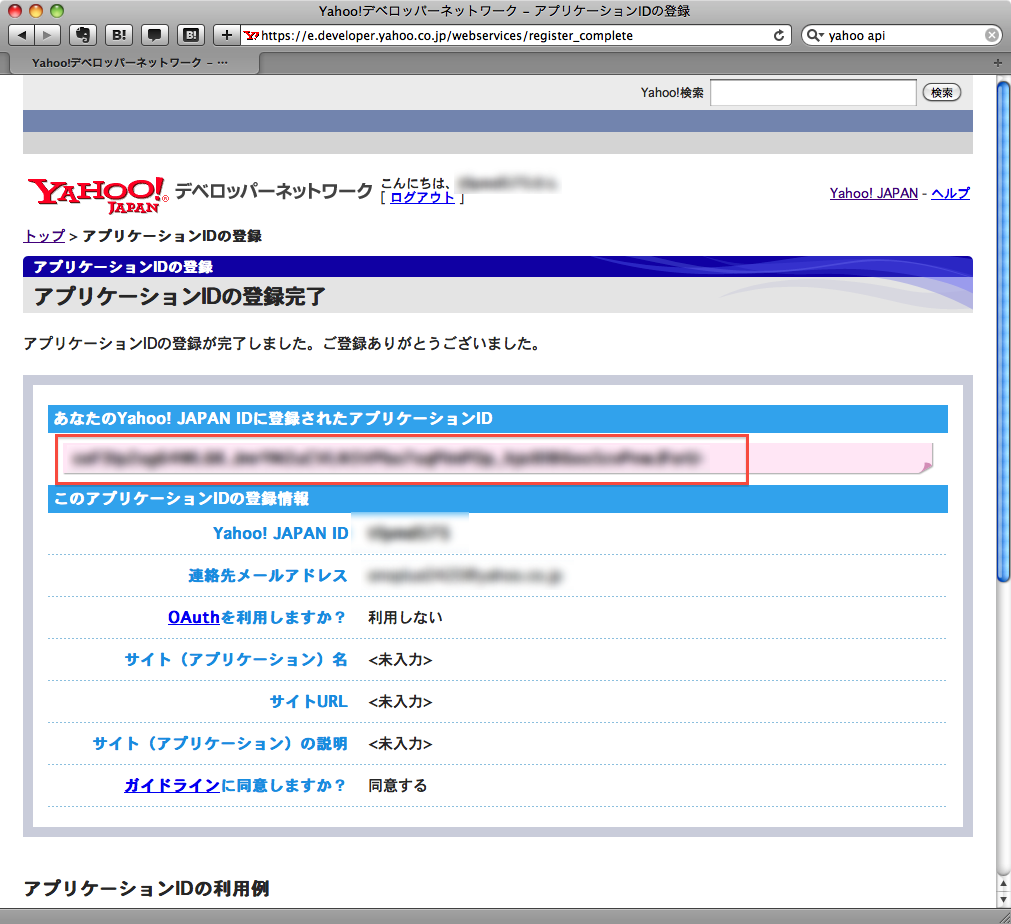 Yahoo!デベロッパーネットワーク – アプリケーションIDの登録
B! B!
https://e.developer.yahoo.co.jp/webservices/register_complete
yahoo api
Yahoo!デベロッパーネットワーク – …
Yahoo!検索
検索
YAHOO! JAPAN デベロッパーネットワーク
こんにちは、
[ ログアウト ]
Yahoo! JAPAN - ヘルプ
トップ > アプリケーションIDの登録
アプリケーションIDの登録
アプリケーションIDの登録完了
アプリケーションIDの登録が完了しました。ご登録ありがとうございました。
あなたのYahoo! JAPAN IDに登録されたアプリケーションID
このアプリケーションIDの登録情報
Yahoo! JAPAN ID
連絡先メールアドレス
OAuthを利用しますか？ 利用しない
サイト（アプリケーション）名 <未入力>
サイトURL <未入力>
サイト（アプリケーション）の説明 <未入力>
ガイドラインに同意しますか？ 同意する
アプリケーションIDの利用例